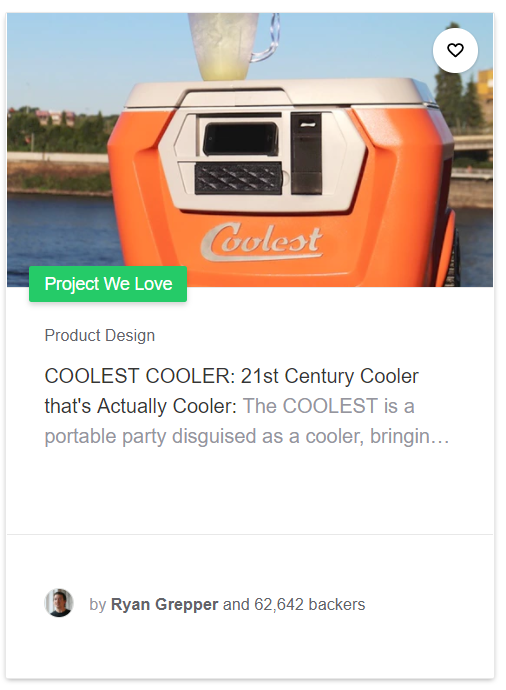 Coolest
Project We Love
Product Design
COOLEST COOLER: 21st Century Cooler
that's Actually Cooler: The COOLEST is a
portable party disguised as a cooler, bringin…
by Ryan Grepper and 62,642 backers